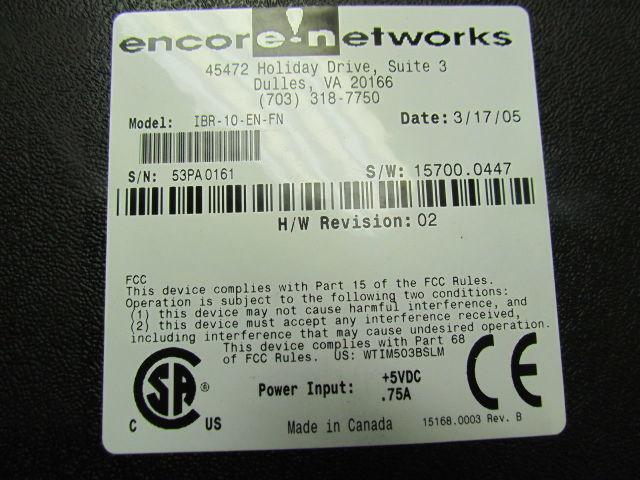 encore!networks
45472 Holiday Drive, Suite 3
Dulles, VA 20166
(703) 318-7750
Model: IBR-10-EN-FN Date: 3/17/05
S/N: 53PA0161 S/W: 15700.0447
H/W Revision: 02
FCC
This device complies with Part 15 of the FCC Rules.
Operation is subject to the following two conditions:
(1) this device may not cause harmful interference, and
(2) this device must accept any interference received,
including interference that may cause undesired operation.
This device complies with Part 68
of FCC Rules. US: WTIM503BSLM
CSA ® C US
Power Input: +5VDC
.75A
CE
Made in Canada
15168.0003 Rev. B